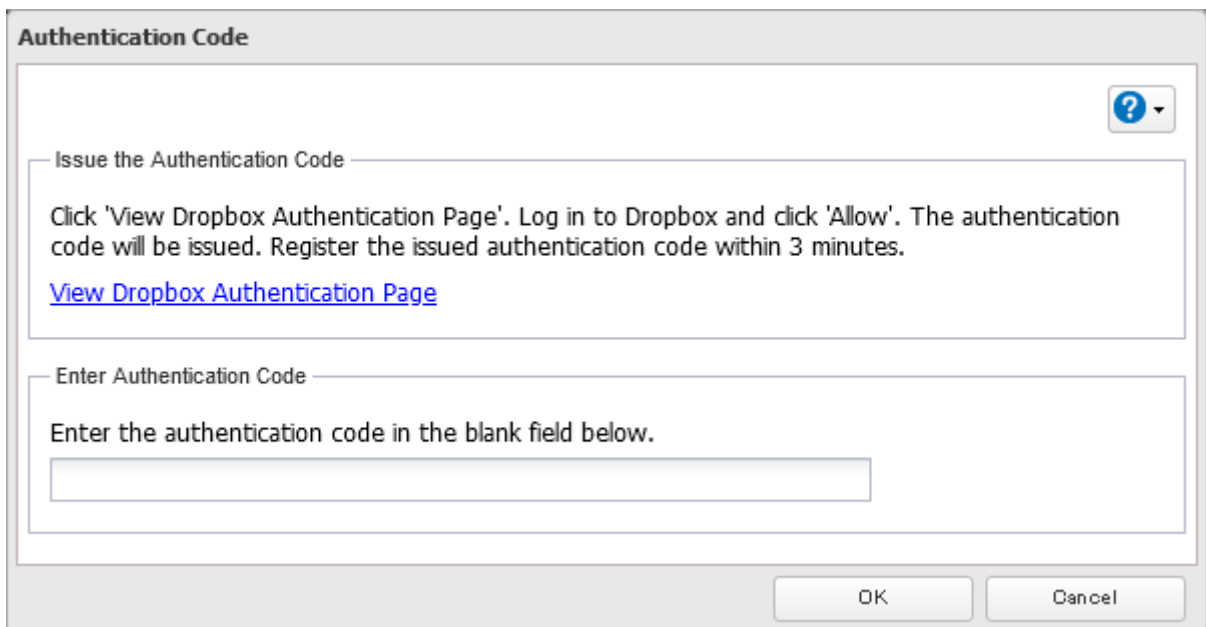 Authentication Code
Issue the Authentication Code
Click 'View Dropbox Authentication Page'. Log in to Dropbox and click 'Allow'. The authentication
code will be issued. Register the issued authentication code within 3 minutes.
View Dropbox Authentication Page
Enter Authentication Code
Enter the authentication code in the blank field below.
OK
Cancel